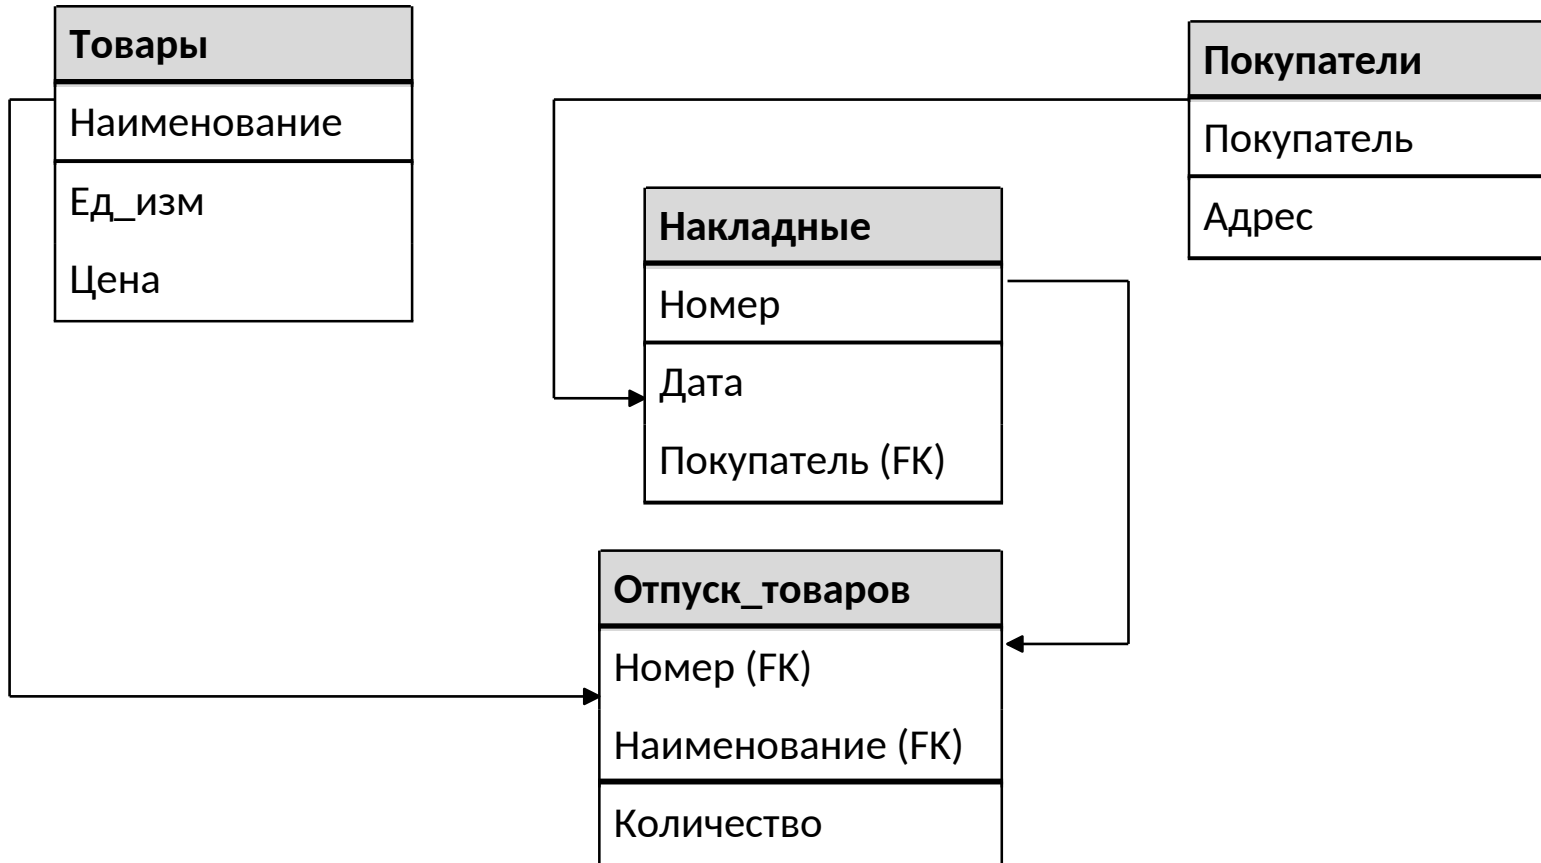 Товары
Наименование
Ед_изм
Цена
Покупатели
Покупатель
Адрес
Накладные
Номер
Дата
Покупатель (FK)
Отпуск_товаров
Номер (FK)
Наименование (FK)
Количество